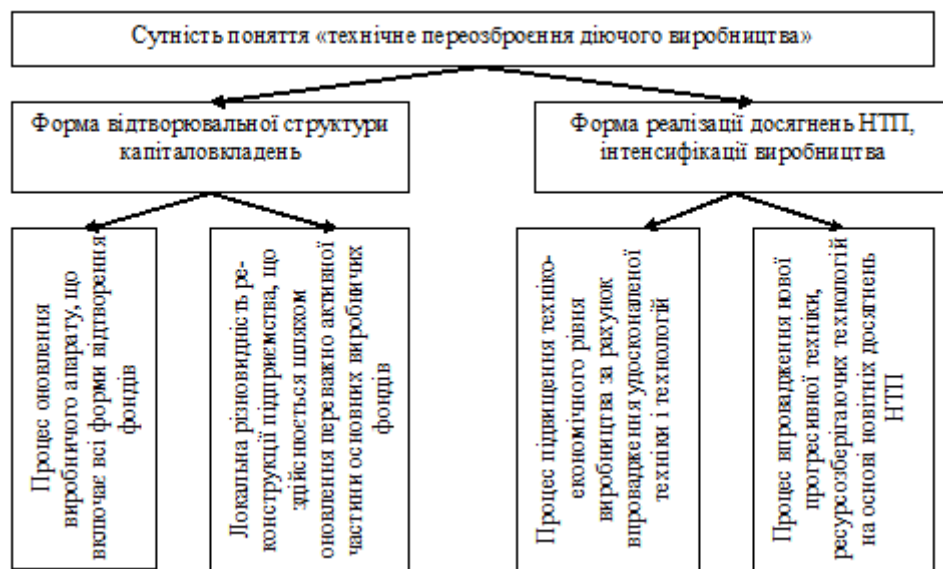 Сутність поняття «технічне переозброєння діючого виробництва»
Форма відтворювальної структури
капіталовкладень
Форма реалізації досягнень НТП,
інтенсифікації виробництва
Процес оновлення
виробничого апарату, що
включає всі форми відтворення
фондів
Локальна різновидність ре-
конструкції підприємства, що
здійснюється шляхом
оновлення переважно активної
частини основних виробничих
фондів
Процес підвищення техніко-
економічного рівня
виробництва за рахунок
впровадження удосконаленої
техніки і технологій
Процес впровадження нової
прогресивної техніки,
ресурсозберігаючих технологій
на основі новітніх досягнень
НТП